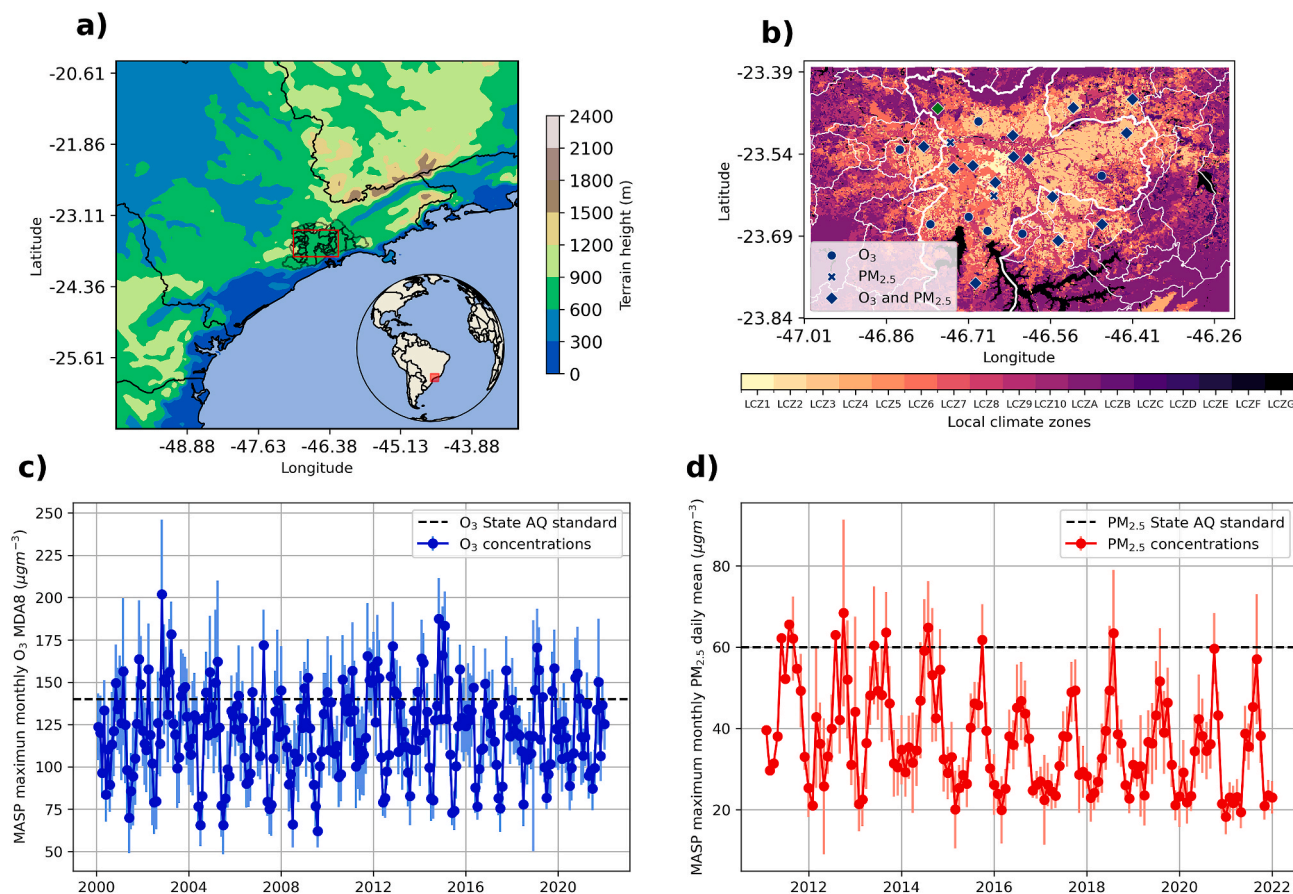 a)
-20.61
-21.86
-23.11
-24.36
-25.61
Latitude
-48.88 -47.63 -46.38 -45.13 -43.88
Longitude
2400
2100
1800
1500
1200
900
600
300
0
Terrain height (m)
b)
-23.39
-23.54
-23.69
-23.84
Latitude
O₃
PM₂.₅
O₃ and PM₂.₅
-47.01 -46.86 -46.71 -46.56 -46.41 -46.26
Longitude
LCZ1 LCZ2 LCZ3 LCZ4 LCZ5 LCZ6 LCZ7 LCZ8 LCZ9 LCZ10 LCZA LCZB LCZC LCZD LCZE LCZF LCZG
Local climate zones
c)
MASP maximun monthly O₃ MDA8 (μgm⁻³)
250
225
200
175
150
125
100
75
50
O₃ State AQ standard
O₃ concentrations
2000 2004 2008 2012 2016 2020
d)
MASP maximum monthly PM₂.₅ daily mean (μgm⁻³)
80
60
40
20
PM₂.₅ State AQ standard
PM₂.₅ concentrations
2012 2014 2016 2018 2020 2022